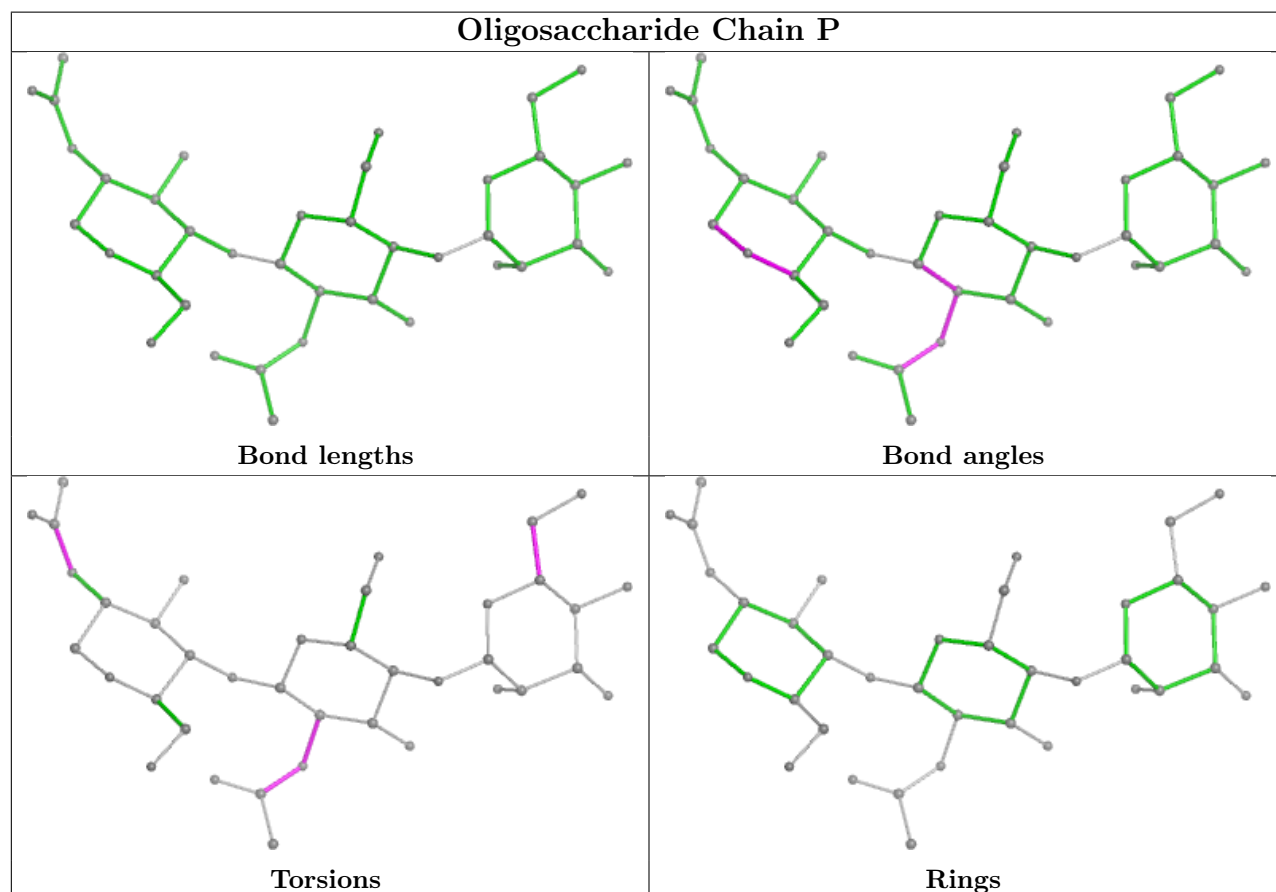 Oligosaccharide Chain P
Bond lengths
Bond angles
Torsions
Rings